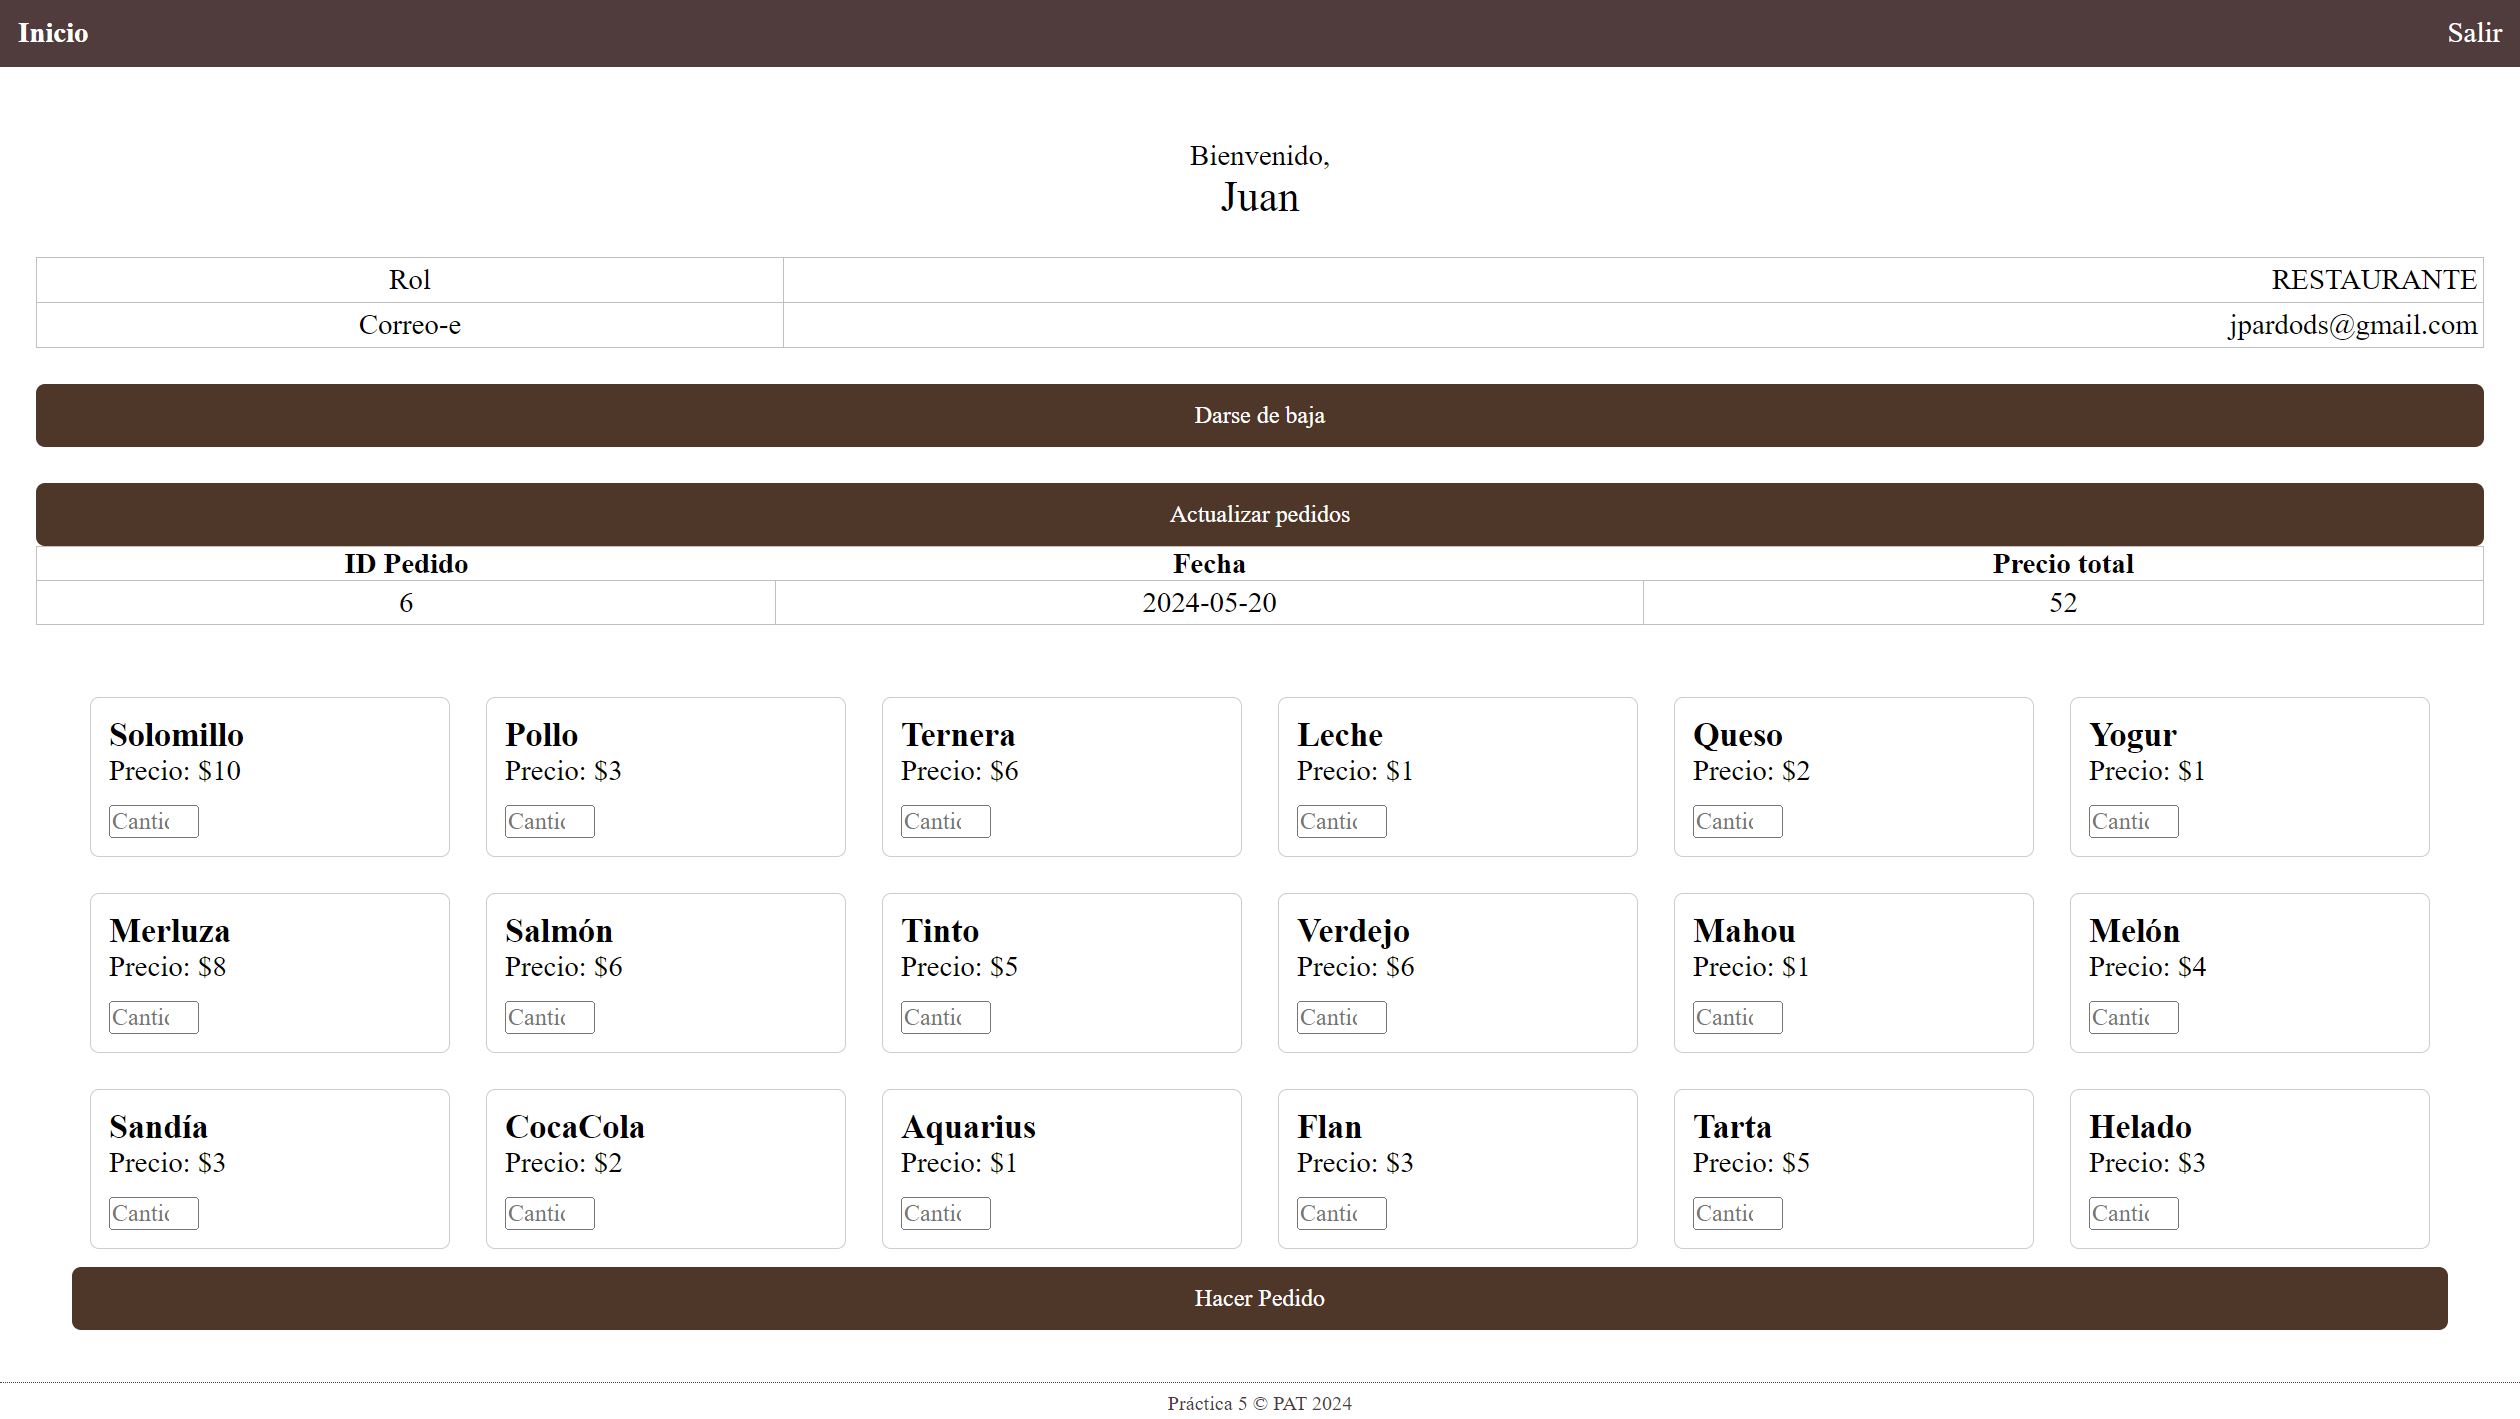 Inicio Salir
Bienvenido,
Juan
Rol RESTAURANTE
Correo-e jpardods@gmail.com
Darse de baja
Actualizar pedidos
ID Pedido Fecha Precio total
6 2024-05-20 52
Solomillo Pollo Ternera Leche Queso Yogur
Precio: $10 Precio: $3 Precio: $6 Precio: $1 Precio: $2 Precio: $1
Cantic Cantic Cantic Cantic Cantic Cantic
Merluza Salmón Tinto Verdejo Mahou Melón
Precio: $8 Precio: $6 Precio: $5 Precio: $6 Precio: $1 Precio: $4
Cantic Cantic Cantic Cantic Cantic Cantic
Sandía CocaCola Aquarius Flan Tarta Helado
Precio: $3 Precio: $2 Precio: $1 Precio: $3 Precio: $5 Precio: $3
Cantic Cantic Cantic Cantic Cantic Cantic
Hacer Pedido
Práctica 5 © PAT 2024